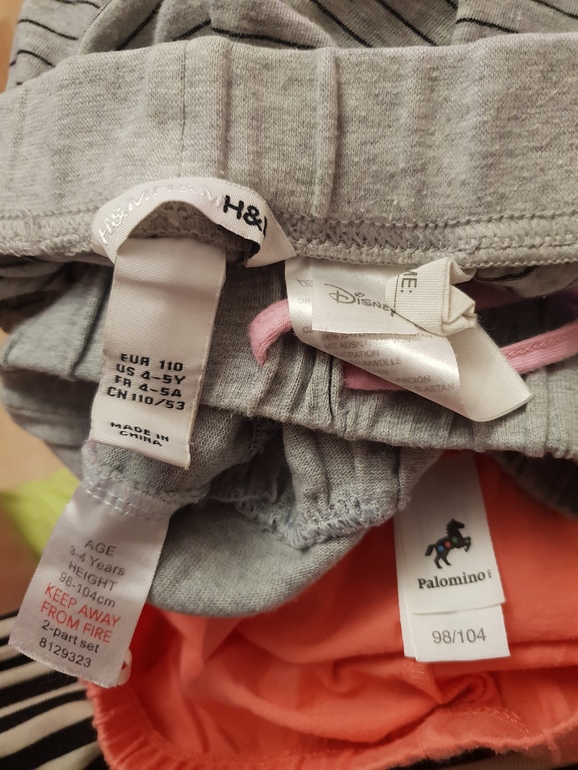 H&M H&M H&
EUR 110
US 4-5Y
FR 4-5A
CN 110/53
MADE IN
CHINA
Disney
ME:
AGE
3-4 Years
HEIGHT
98-104cm
KEEP AWAY
FROM FIRE
2-part set
8129323
Palomino
98/104